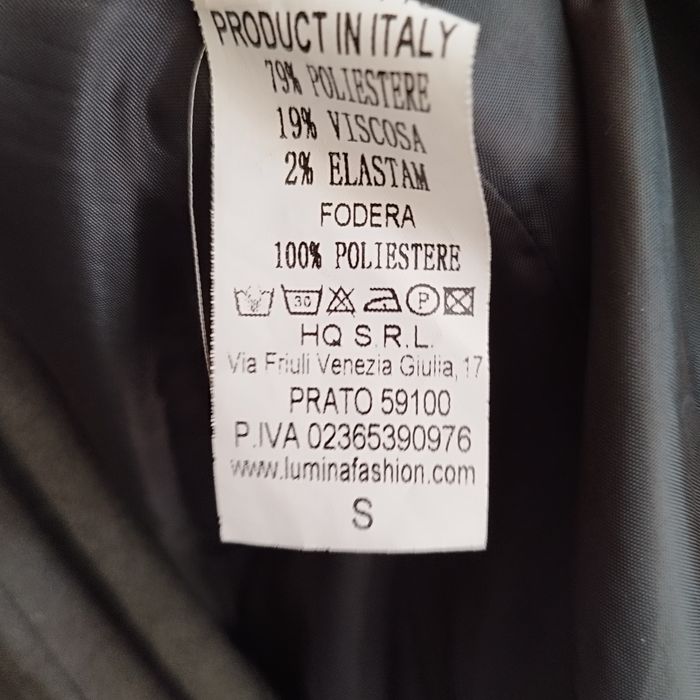 PRODUCT IN ITALY
79% POLIESTERE
19% VISCOSA
2% ELASTAM
FODERA
100% POLIESTERE
30 P
HQ S.R.L.
Via Friuli Venezia Giulia, 17
PRATO 59100
P.IVA 02365390976
www.luminafashion.com
S